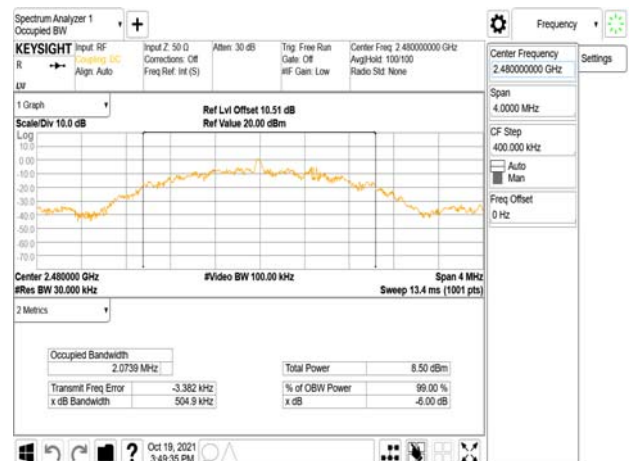 Spectrum Analyzer 1
Occupied BW
Frequency
KEYSIGHT
R
LVI
Input: RF
Coupling: DC
Align: Auto
Input Z: 50 Ω
Corrections: Off
Freq Ref: Int (S)
Atten: 30 dB
Trig: Free Run
Gate: Off
#IF Gain: Low
Center Freq: 2.480000000 GHz
Avg|Hold: 100/100
Radio Std: None
Center Frequency
2.480000000 GHz
Settings
Span
4.0000 MHz
CF Step
400.000 kHz
Auto
Man
Freq Offset
0 Hz
1 Graph
Scale/Div 10.0 dB
Ref Lvl Offset 10.51 dB
Ref Value 20.00 dBm
Log
10.0
0.00
-10.0
-20.0
-30.0
-40.0
-50.0
-60.0
-70.0
Center 2.480000 GHz
#Res BW 30.000 kHz
#Video BW 100.00 kHz
Span 4 MHz
Sweep 13.4 ms (1001 pts)
2 Metrics
Occupied Bandwidth
2.0739 MHz
Transmit Freq Error -3.382 kHz
x dB Bandwidth 504.9 kHz
Total Power 8.50 dBm
% of OBW Power 99.00 %
x dB -6.00 dB
?
Oct 19, 2021
3:49:35 PM